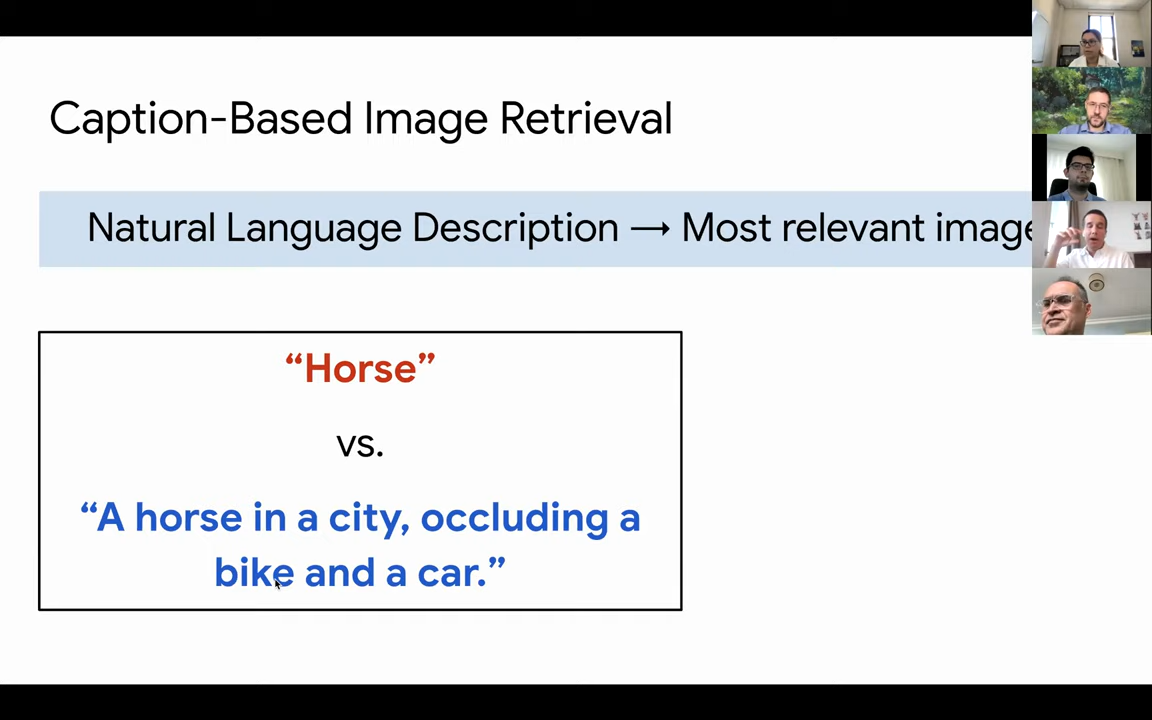 Caption-Based Image Retrieval
Natural Language Description → Most relevant image
“Horse”
vs.
“A horse in a city, occluding a
bike and a car.”